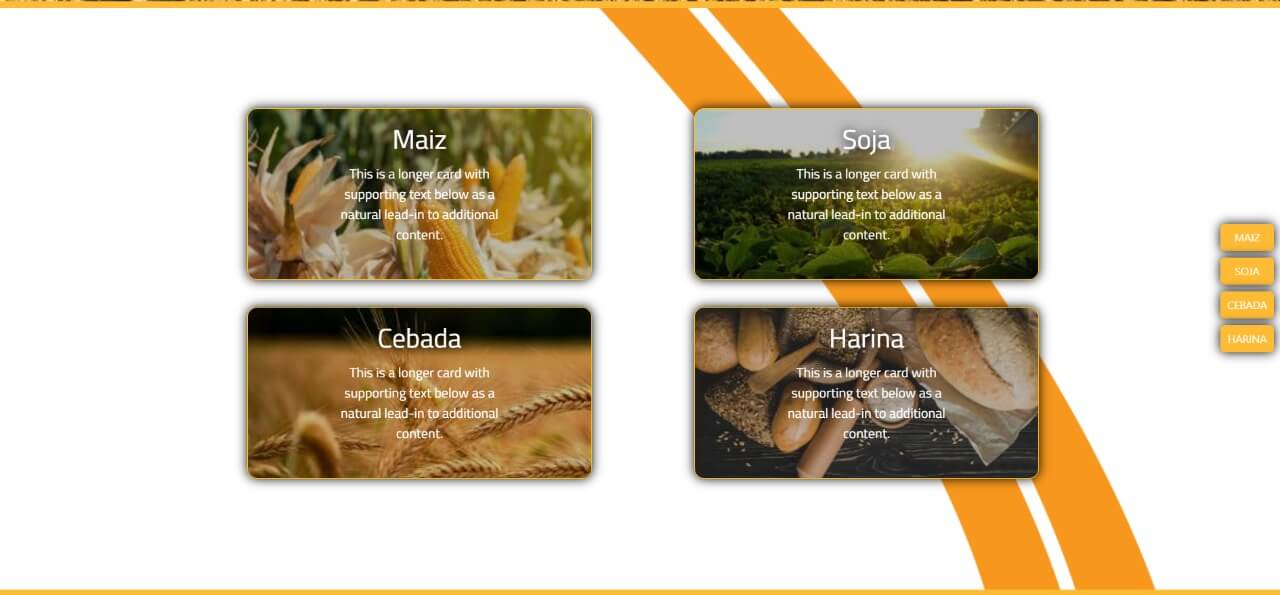 Maiz
This is a longer card with
supporting text below as a
natural lead-in to additional
content.
Soja
This is a longer card with
supporting text below as a
natural lead-in to additional
content.
Cebada
This is a longer card with
supporting text below as a
natural lead-in to additional
content.
Harina
This is a longer card with
supporting text below as a
natural lead-in to additional
content.
MAIZ
SOJA
CEBADA
HARINA